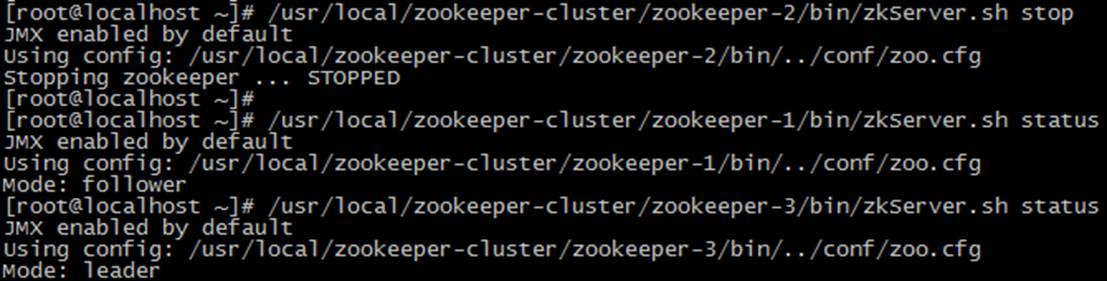 [root@localhost ~]# /usr/local/zookeeper-cluster/zookeeper-2/bin/zkServer.sh stop
JMX enabled by default
Using config: /usr/local/zookeeper-cluster/zookeeper-2/bin/../conf/zoo.cfg
Stopping zookeeper ... STOPPED
[root@localhost ~]#
[root@localhost ~]# /usr/local/zookeeper-cluster/zookeeper-1/bin/zkServer.sh status
JMX enabled by default
Using config: /usr/local/zookeeper-cluster/zookeeper-1/bin/../conf/zoo.cfg
Mode: follower
[root@localhost ~]# /usr/local/zookeeper-cluster/zookeeper-3/bin/zkServer.sh status
JMX enabled by default
Using config: /usr/local/zookeeper-cluster/zookeeper-3/bin/../conf/zoo.cfg
Mode: leader